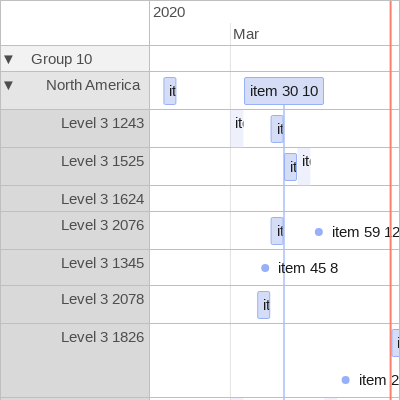 2020
Mar
▼ Group 10
▼ North America it item 30 10
Level 3 1243 it it
Level 3 1525 it it
Level 3 1624
Level 3 2076 it item 59 12
Level 3 1345 item 45 8
Level 3 2078 it
Level 3 1826 i
item 2